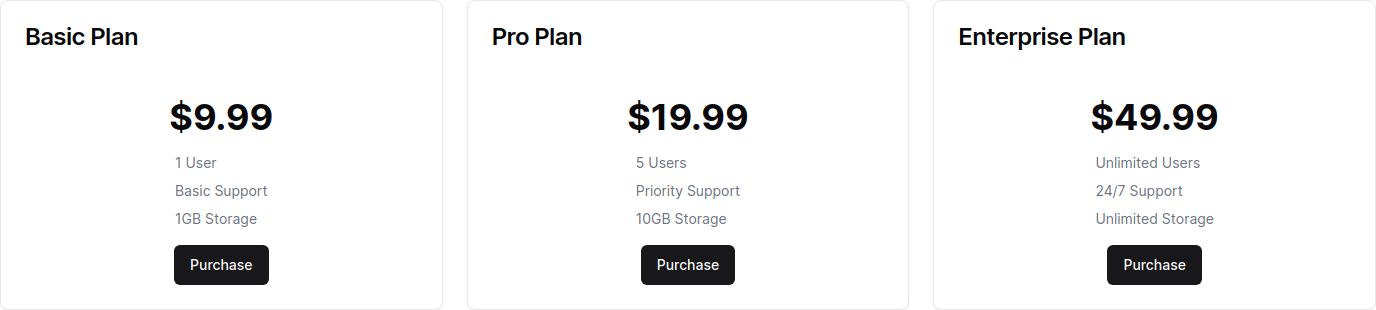 Basic Plan
$9.99
1 User
Basic Support
1GB Storage
Purchase
Pro Plan
$19.99
5 Users
Priority Support
10GB Storage
Purchase
Enterprise Plan
$49.99
Unlimited Users
24/7 Support
Unlimited Storage
Purchase